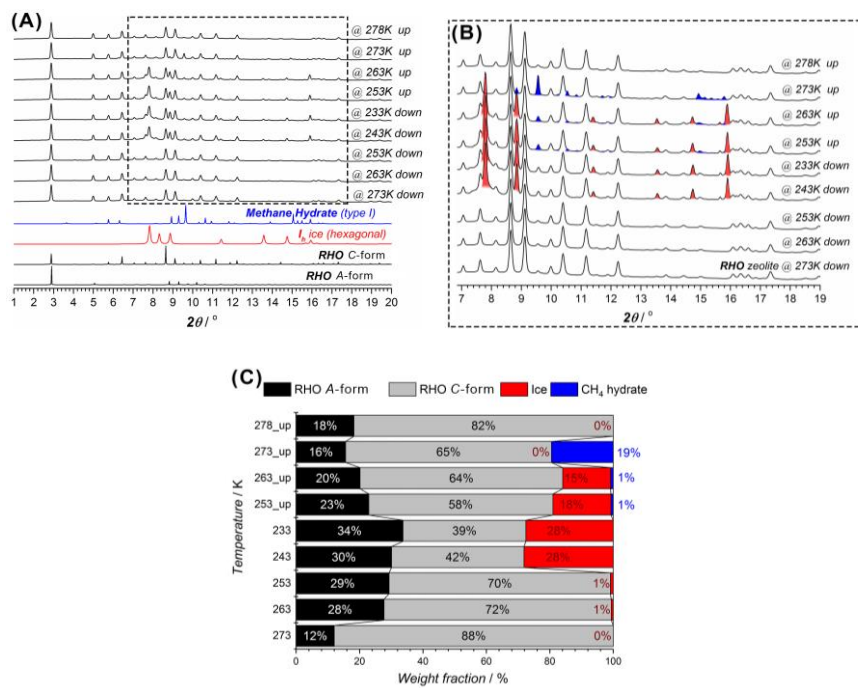 (A)
@ 278K up
@ 273K up
@ 263K up
@ 253K up
@ 233K down
@ 243K down
@ 253K down
@ 263K down
@ 273K down
Methane Hydrate (type I)
Ih ice (hexagonal)
RHO C-form
RHO A-form
1 2 3 4 5 6 7 8 9 10 11 12 13 14 15 16 17 18 19 20
2θ / °
(B)
@ 278K up
@ 273K up
@ 263K up
@ 253K up
@ 233K down
@ 243K down
@ 253K down
@ 263K down
RHO zeolite @ 273K down
7 8 9 10 11 12 13 14 15 16 17 18 19
2θ / °
(C)
RHO A-form RHO C-form Ice CH4 hydrate
Temperature / K
278_up 18% 82% 0%
273_up 16% 65% 0% 19%
263_up 20% 64% 15% 1%
253_up 23% 58% 18% 1%
233 34% 39% 28%
243 30% 42% 28%
253 29% 70% 1%
263 28% 72% 1%
273 12% 88% 0%
0 20 40 60 80 100
Weight fraction / %